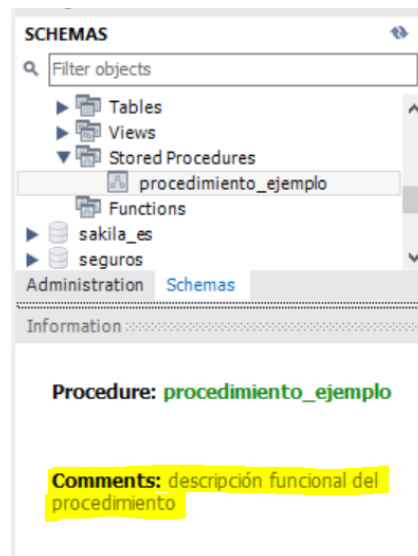 SCHEMAS
Filter objects
Tables
Views
Stored Procedures
procedimiento_ejemplo
Functions
sakila_es
seguros
Administration Schemas
Information
Procedure: procedimiento_ejemplo
Comments: descripción funcional del
procedimiento